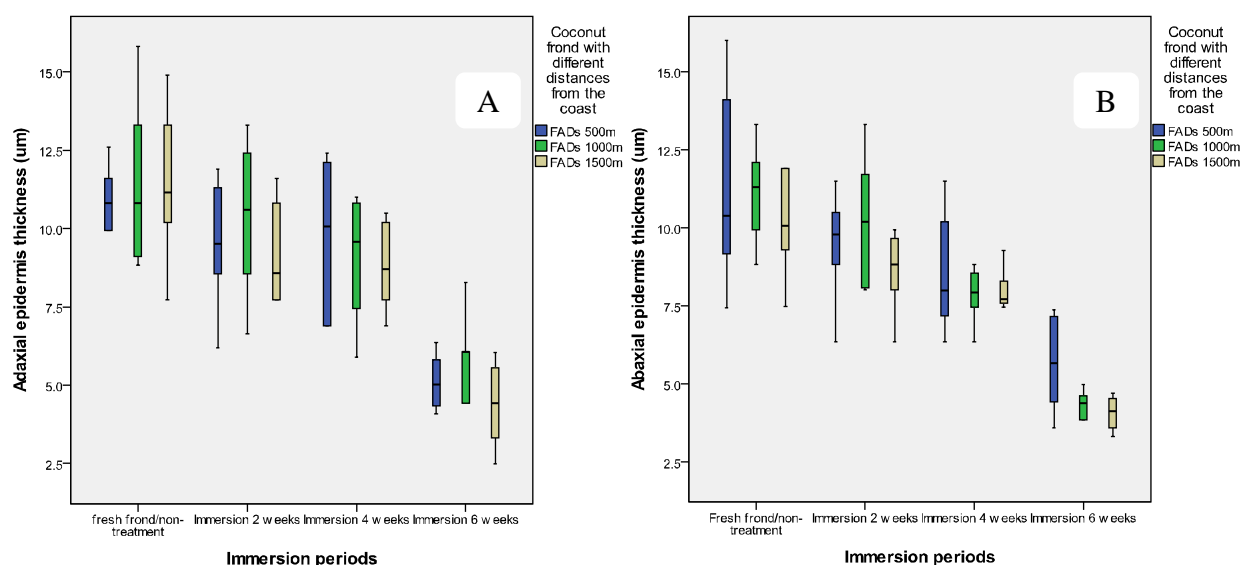 A
Adaxial epidermis thickness (um)
15.0
12.5
10.0
7.5
5.0
2.5
fresh frond/non-
treatment
Immersion 2 weeks
Immersion 4 weeks
Immersion 6 weeks
Immersion periods
Coconut
frond with
different
distances
from the
coast
FADs 500m
FADs 1000m
FADs 1500m
B
Abaxial epidermis thickness (um)
15.0
12.5
10.0
7.5
5.0
2.5
Fresh frond/non-
treatment
Immersion 2 weeks
Immersion 4 weeks
Immersion 6 weeks
Immersion periods
Coconut
frond with
different
distances
from the
coast
FADs 500m
FADs 1000m
FADs 1500m